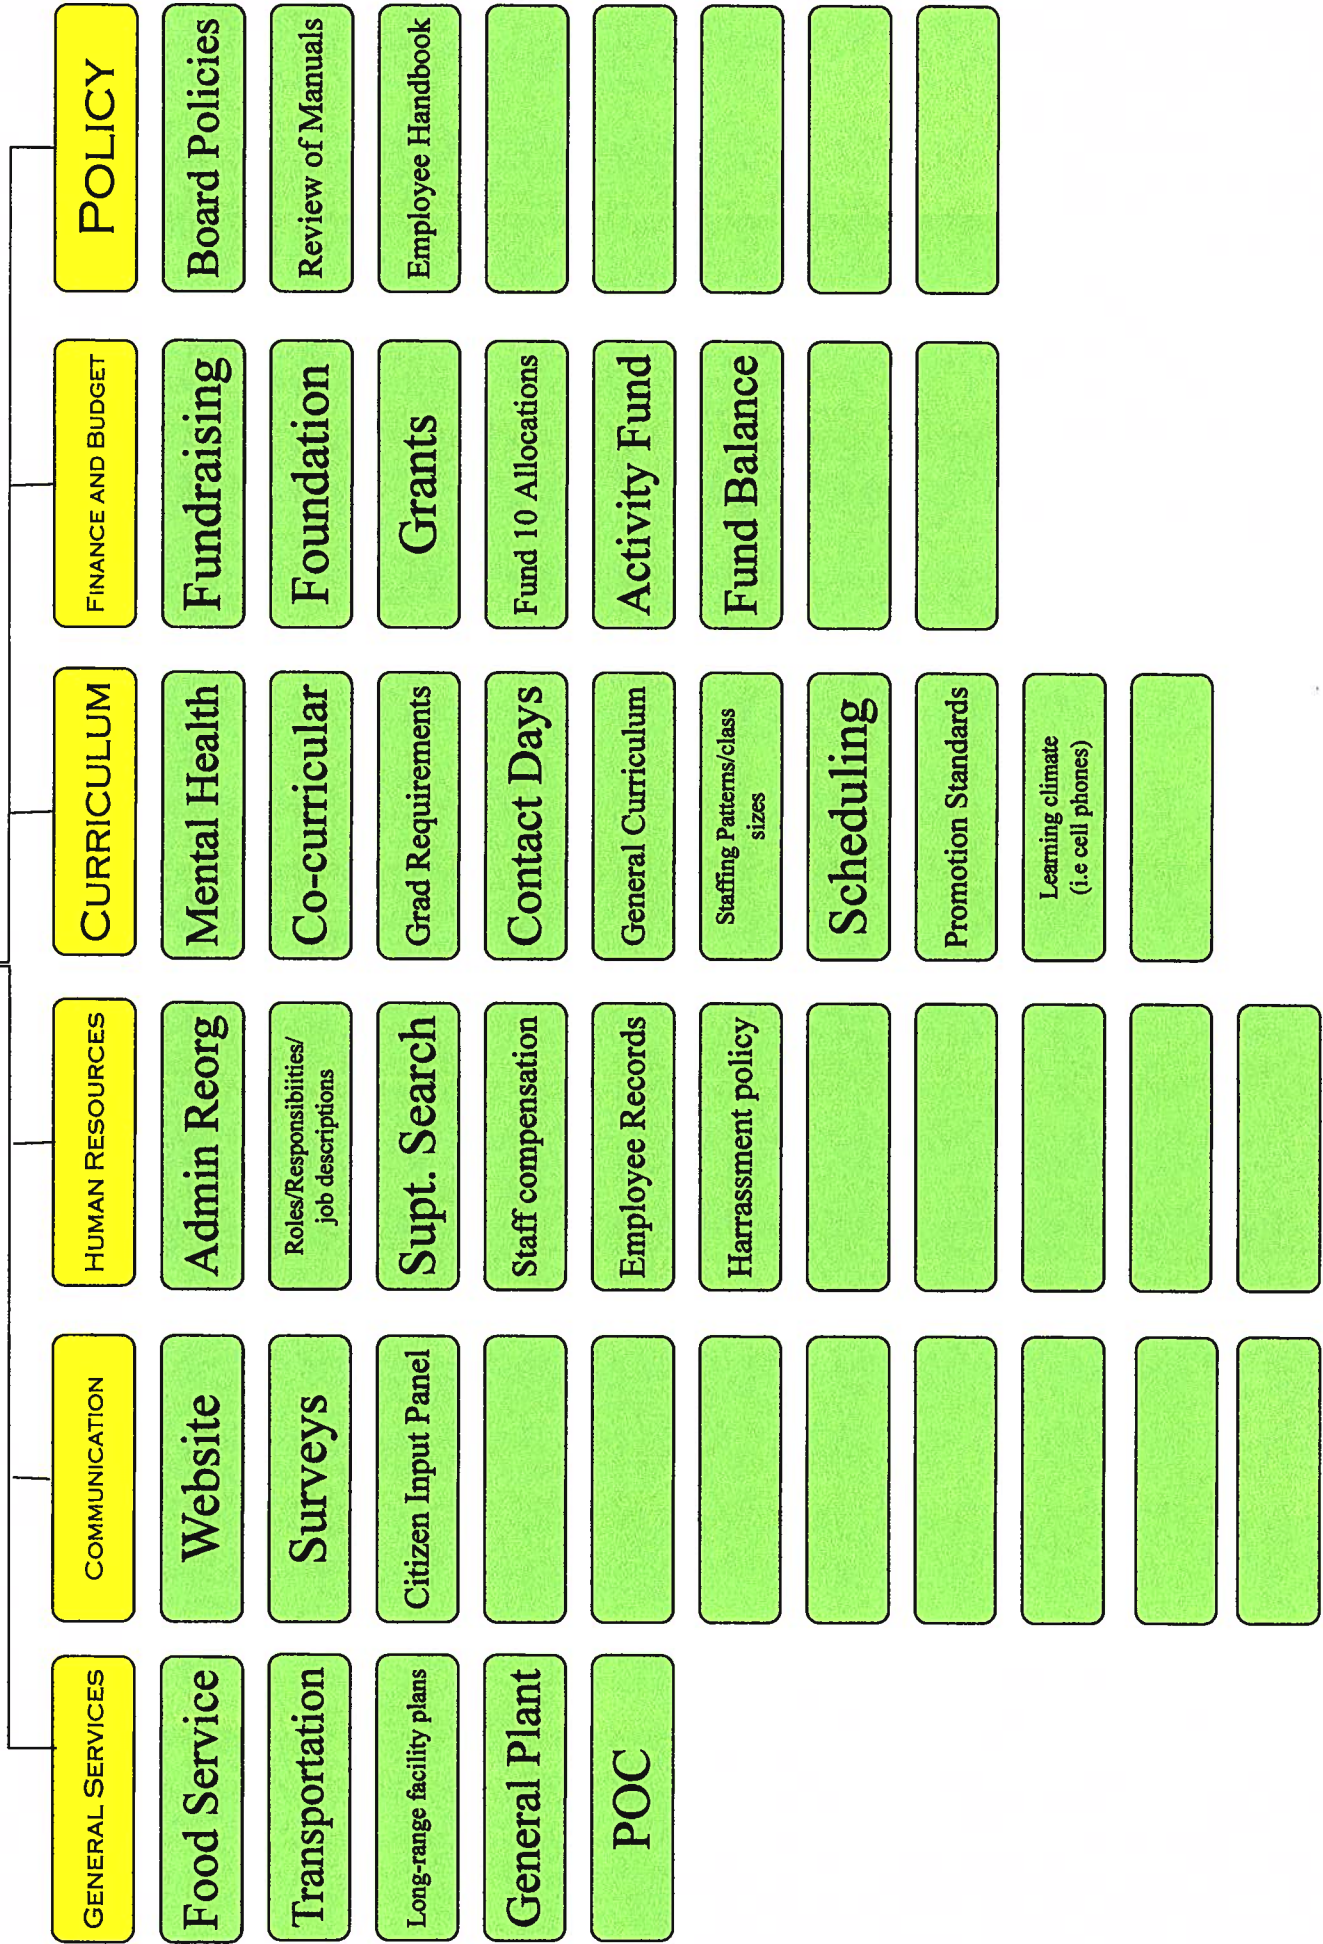 GENERAL SERVICES
Food Service
Transportation
Long-range facility plans
General Plant
POC
COMMUNICATION
Website
Surveys
Citizen Input Panel
HUMAN RESOURCES
Admin Reorg
Roles/Responsibiities/
job descriptions
Supt. Search
Staff compensation
Employee Records
Harrassment policy
CURRICULUM
Mental Health
Co-curricular
Grad Requirements
Contact Days
General Curriculum
Staffing Patterns/class
sizes
Scheduling
Promotion Standards
Learning climate
(i.e cell phones)
FINANCE AND BUDGET
Fundraising
Foundation
Grants
Fund 10 Allocations
Activity Fund
Fund Balance
POLICY
Board Policies
Review of Manuals
Employee Handbook